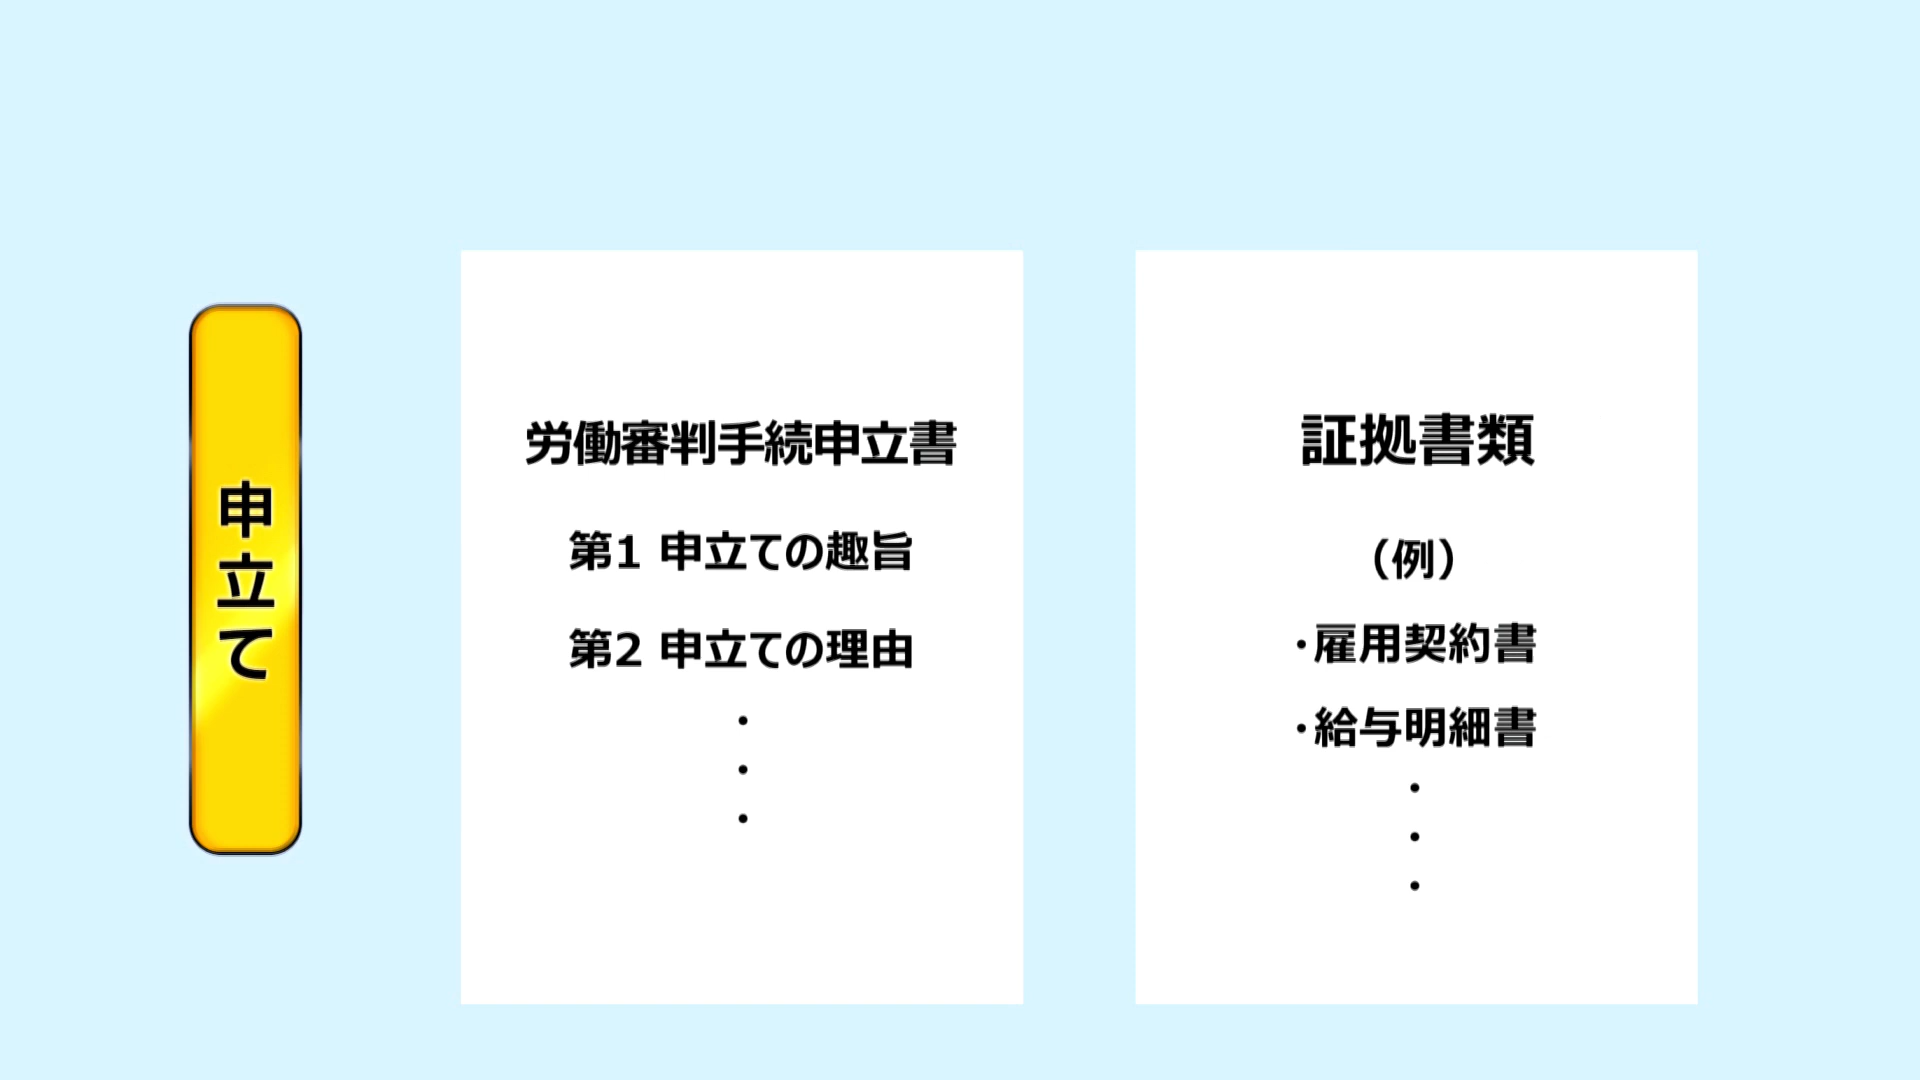 申立て
労働審判手続申立書
第1 申立ての趣旨
第2 申立ての理由
・
・
・
証拠書類
（例）
・雇用契約書
・給与明細書
・
・
・